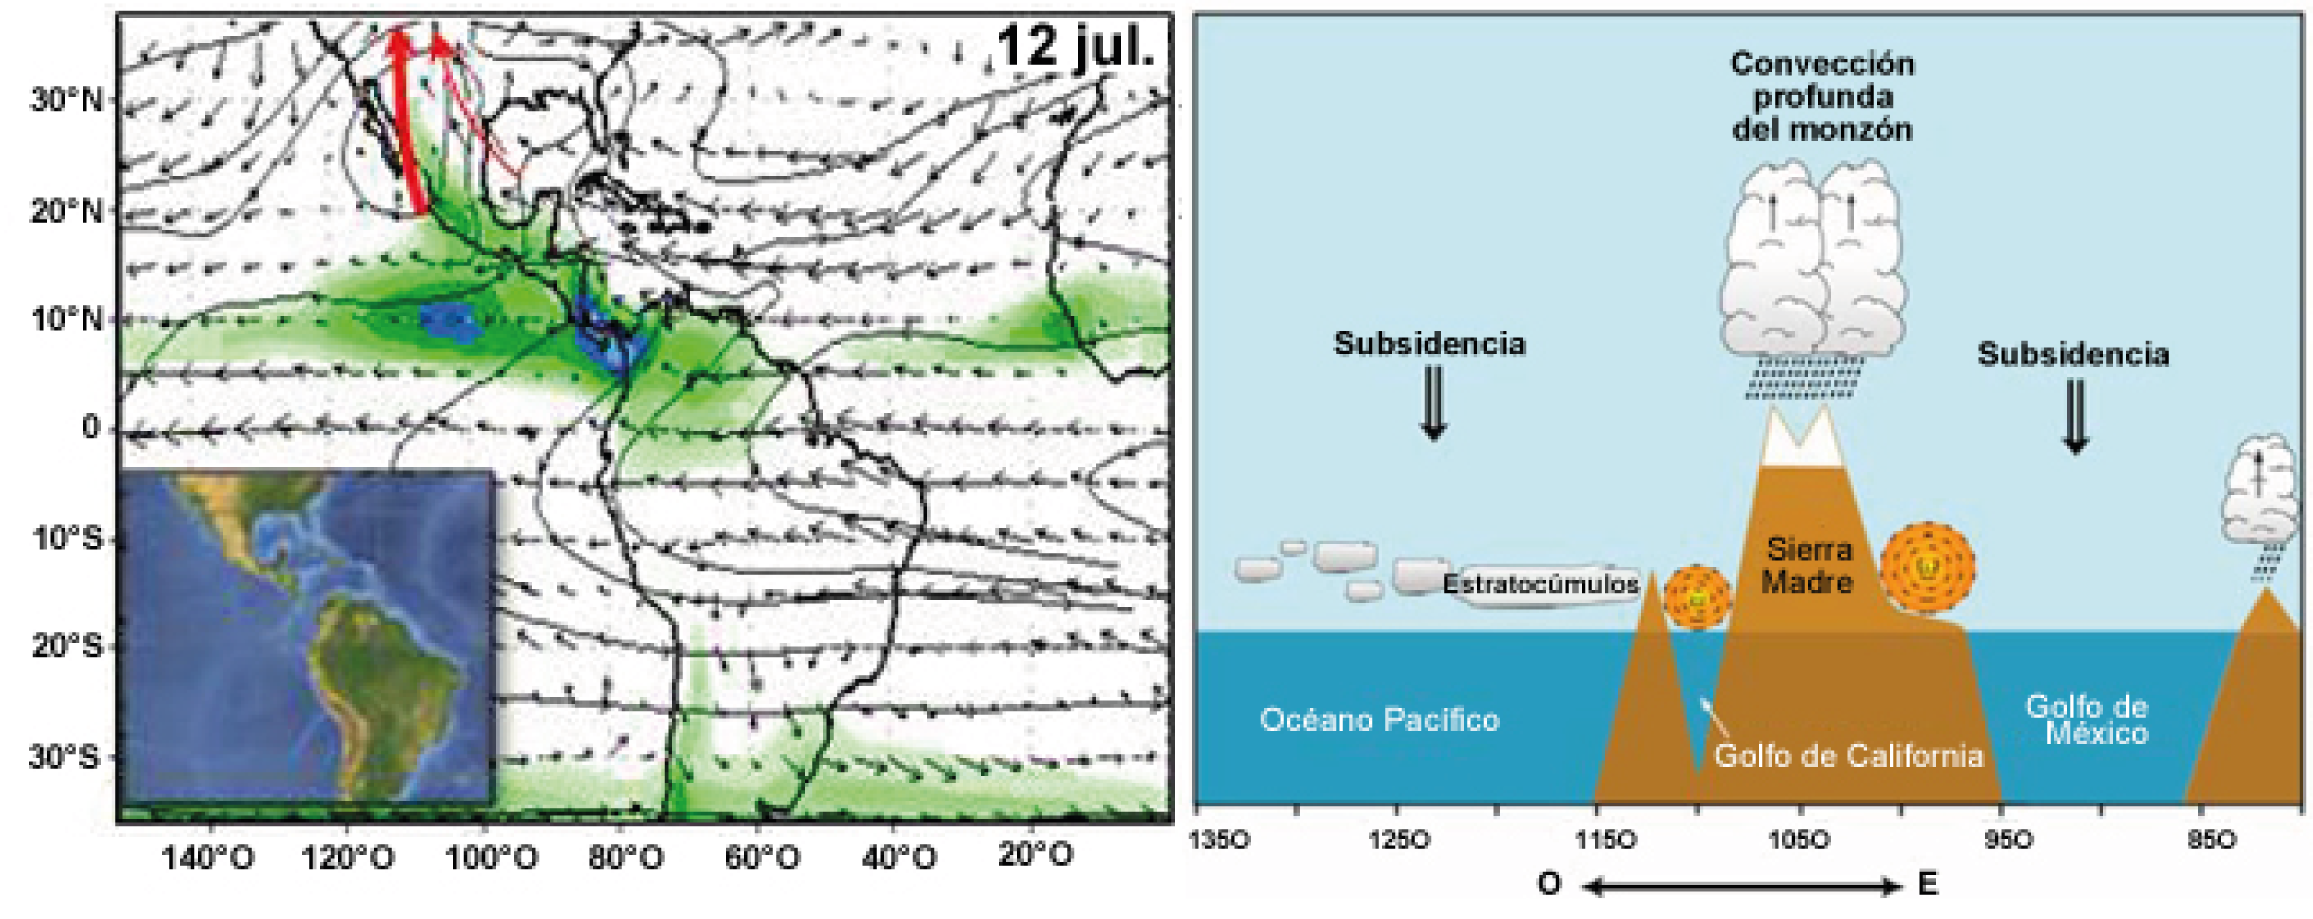 12 jul.
30°N
20°N
10°N
0
10°S
20°S
30°S
140°O 120°O 100°O 80°O 60°O 40°O 20°O
Convección
profunda
del monzón
Subsidencia
Subsidencia
Estratocúmulos
Sierra
Madre
Océano Pacífico
Golfo de California
Golfo de
México
135O 125O 115O 105O 95O 85O
O E